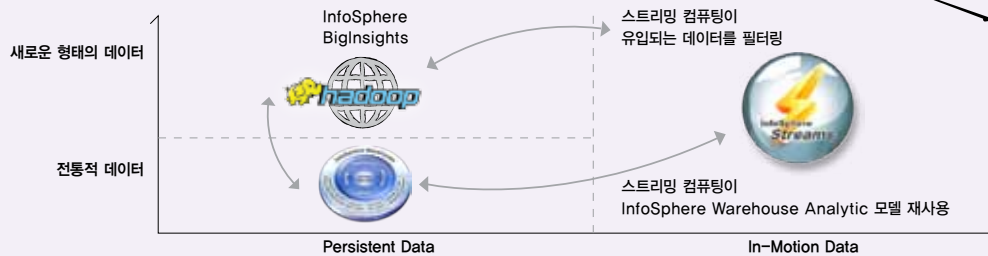 InfoSphere
BigInsights
스트리밍 컴퓨팅이
유입되는 데이터를 필터링
새로운 형태의 데이터
hadoop
InfoSphere
Streams
전통적 데이터
스트리밍 컴퓨팅이
InfoSphere Warehouse Analytic 모델 재사용
Persistent Data
In-Motion Data